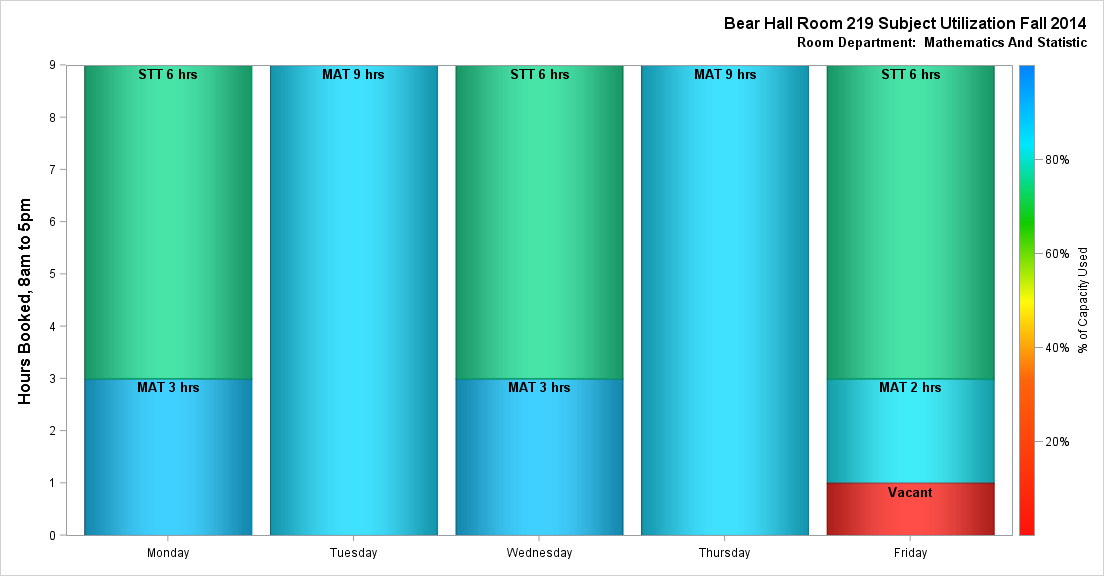 Bear Hall Room 219 Subject Utilization Fall 2014
Room Department:  Mathematics And Statistic
Hours Booked, 8am to 5pm
9
8
7
6
5
4
3
2
1
0
STT 6 hrs
MAT 3 hrs
MAT 9 hrs
STT 6 hrs
MAT 3 hrs
MAT 9 hrs
STT 6 hrs
MAT 2 hrs
Vacant
Monday
Tuesday
Wednesday
Thursday
Friday
80%
60%
40%
20%
% of Capacity Used